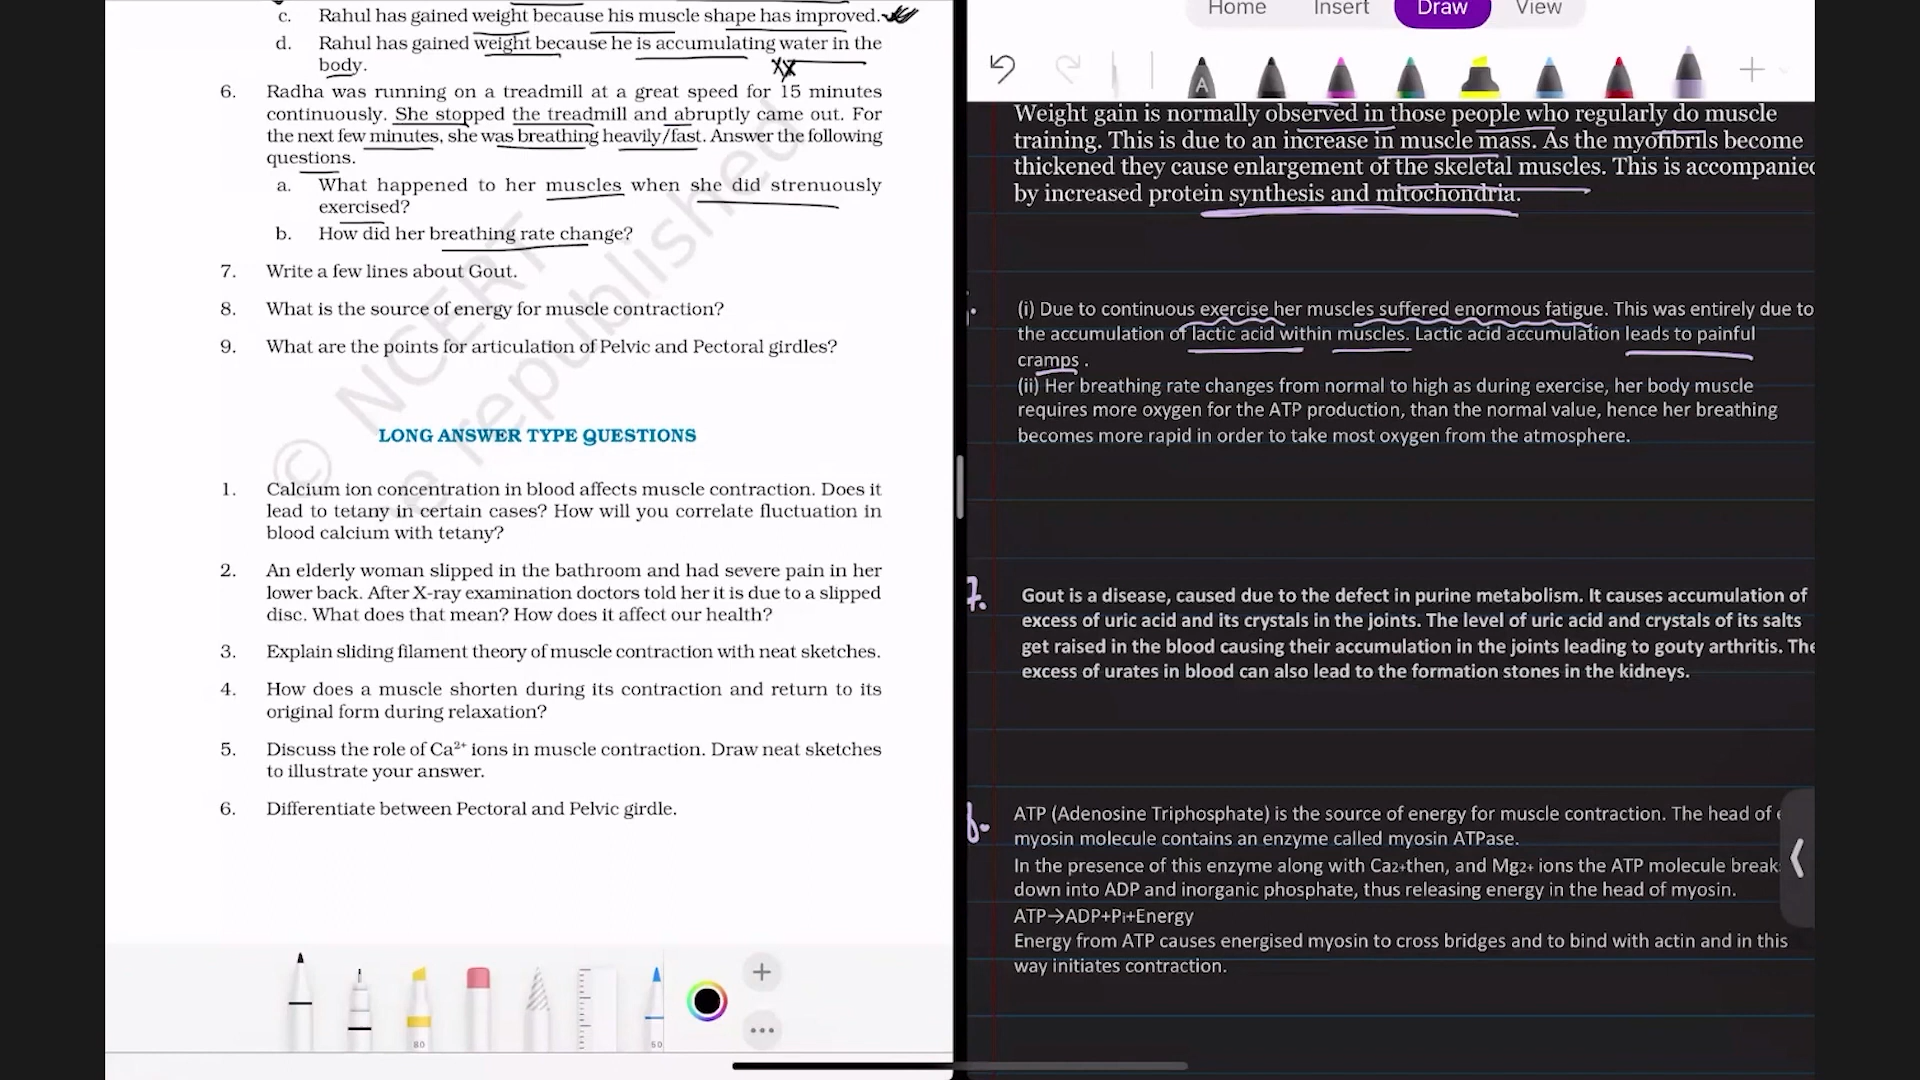 c. Rahul has gained weight because his muscle shape has improved.
d. Rahul has gained weight because he is accumulating water in the
body.
6. Radha was running on a treadmill at a great speed for 15 minutes
continuously. She stopped the treadmill and abruptly came out. For
the next few minutes, she was breathing heavily/fast. Answer the following
questions.
a. What happened to her muscles when she did strenuously
exercised?
b. How did her breathing rate change?
7. Write a few lines about Gout.
8. What is the source of energy for muscle contraction?
9. What are the points for articulation of Pelvic and Pectoral girdles?
LONG ANSWER TYPE QUESTIONS
1. Calcium ion concentration in blood affects muscle contraction. Does it
lead to tetany in certain cases? How will you correlate fluctuation in
blood calcium with tetany?
2. An elderly woman slipped in the bathroom and had severe pain in her
lower back. After X-ray examination doctors told her it is due to a slipped
disc. What does that mean? How does it affect our health?
3. Explain sliding filament theory of muscle contraction with neat sketches.
4. How does a muscle shorten during its contraction and return to its
original form during relaxation?
5. Discuss the role of Ca²⁺ ions in muscle contraction. Draw neat sketches
to illustrate your answer.
6. Differentiate between Pectoral and Pelvic girdle.
© NCERT
republished
80
50
Home Insert Draw View
A
Weight gain is normally observed in those people who regularly do muscle
training. This is due to an increase in muscle mass. As the myofibrils become
thickened they cause enlargement of the skeletal muscles. This is accompanied
by increased protein synthesis and mitochondria.
(i) Due to continuous exercise her muscles suffered enormous fatigue. This was entirely due to
the accumulation of lactic acid within muscles. Lactic acid accumulation leads to painful
cramps .
(ii) Her breathing rate changes from normal to high as during exercise, her body muscle
requires more oxygen for the ATP production, than the normal value, hence her breathing
becomes more rapid in order to take most oxygen from the atmosphere.
7. Gout is a disease, caused due to the defect in purine metabolism. It causes accumulation of
excess of uric acid and its crystals in the joints. The level of uric acid and crystals of its salts
get raised in the blood causing their accumulation in the joints leading to gouty arthritis. The
excess of urates in blood can also lead to the formation stones in the kidneys.
8. ATP (Adenosine Triphosphate) is the source of energy for muscle contraction. The head of
myosin molecule contains an enzyme called myosin ATPase.
In the presence of this enzyme along with Ca2+then, and Mg2+ ions the ATP molecule break
down into ADP and inorganic phosphate, thus releasing energy in the head of myosin.
ATP→ADP+Pi+Energy
Energy from ATP causes energised myosin to cross bridges and to bind with actin and in this
way initiates contraction.